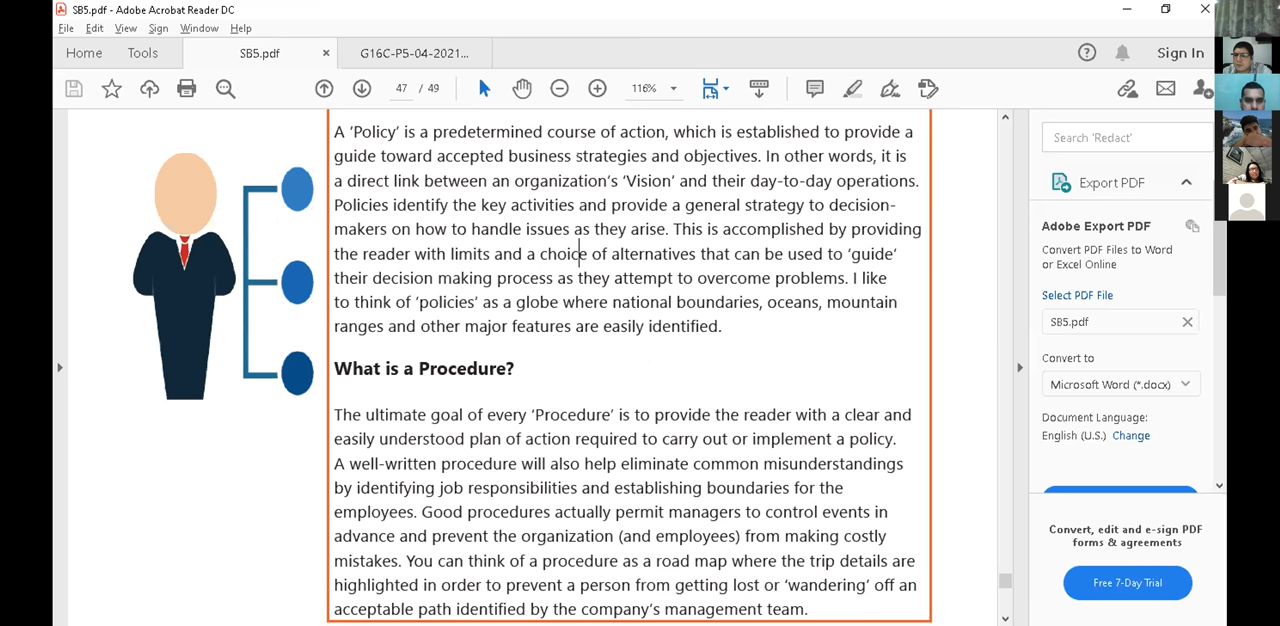 SB5.pdf - Adobe Acrobat Reader DC
File Edit View Sign Window Help
Home Tools SB5.pdf × G16C-P5-04-2021... Sign In
47 / 49 116%
A ‘Policy’ is a predetermined course of action, which is established to provide a
guide toward accepted business strategies and objectives. In other words, it is
a direct link between an organization’s ‘Vision’ and their day-to-day operations.
Policies identify the key activities and provide a general strategy to decision-
makers on how to handle issues as they arise. This is accomplished by providing
the reader with limits and a choice of alternatives that can be used to ‘guide‘
their decision making process as they attempt to overcome problems. I like
to think of ‘policies’ as a globe where national boundaries, oceans, mountain
ranges and other major features are easily identified.
What is a Procedure?
The ultimate goal of every ‘Procedure’ is to provide the reader with a clear and
easily understood plan of action required to carry out or implement a policy.
A well-written procedure will also help eliminate common misunderstandings
by identifying job responsibilities and establishing boundaries for the
employees. Good procedures actually permit managers to control events in
advance and prevent the organization (and employees) from making costly
mistakes. You can think of a procedure as a road map where the trip details are
highlighted in order to prevent a person from getting lost or ‘wandering’ off an
acceptable path identified by the company’s management team.
Search 'Redact'
Export PDF
Adobe Export PDF
Convert PDF Files to Word
or Excel Online
Select PDF File
SB5.pdf
Convert to
Microsoft Word (*.docx)
Document Language:
English (U.S.) Change
Convert, edit and e-sign PDF
forms & agreements
Free 7-Day Trial